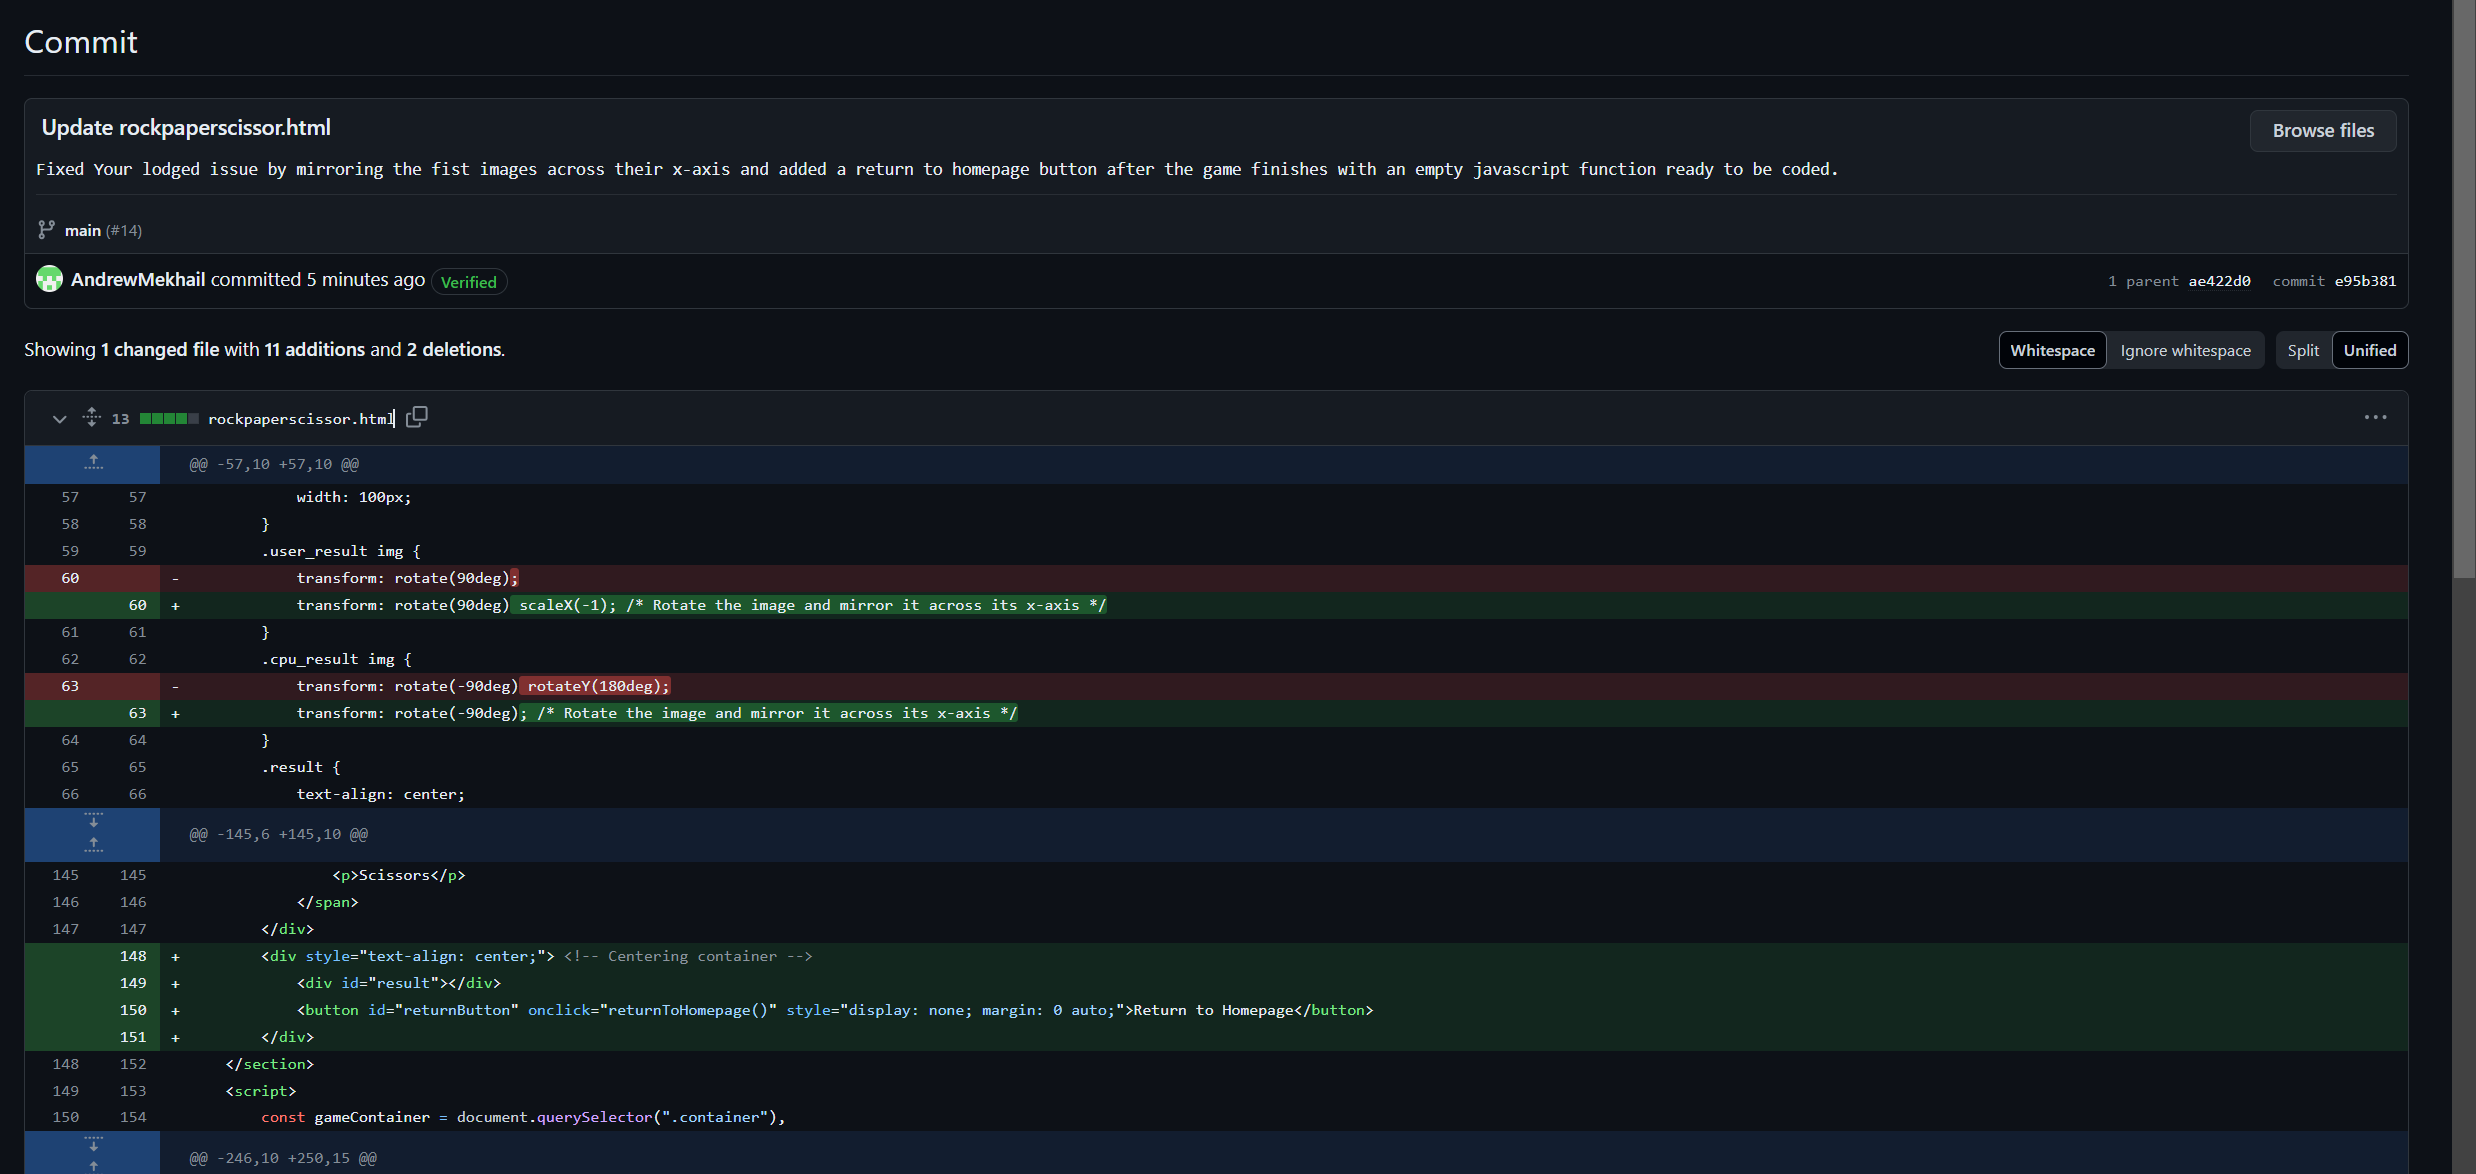 Commit
Update rockpaperscissor.html
Browse files
Fixed Your lodged issue by mirroring the fist images across their x-axis and added a return to homepage button after the game finishes with an empty javascript function ready to be coded.
main (#14)
AndrewMekhail committed 5 minutes ago Verified
1 parent ae422d0 commit e95b381
Showing 1 changed file with 11 additions and 2 deletions.
Whitespace Ignore whitespace Split Unified
13 rockpaperscissor.html
@@ -57,10 +57,10 @@
57 57 width: 100px;
58 58 }
59 59 .user_result img {
60 - transform: rotate(90deg);
60 + transform: rotate(90deg) scaleX(-1); /* Rotate the image and mirror it across its x-axis */
61 61 }
62 62 .cpu_result img {
63 - transform: rotate(-90deg) rotateY(180deg);
63 + transform: rotate(-90deg); /* Rotate the image and mirror it across its x-axis */
64 64 }
65 65 .result {
66 66 text-align: center;
@@ -145,6 +145,10 @@
145 145 <p>Scissors</p>
146 146 </span>
147 147 </div>
148 + <div style="text-align: center;"> <!-- Centering container -->
149 + <div id="result"></div>
150 + <button id="returnButton" onclick="returnToHomepage()" style="display: none; margin: 0 auto;">Return to Homepage</button>
151 + </div>
148 152 </section>
149 153 <script>
150 154 const gameContainer = document.querySelector(".container"),
@@ -246,10 +250,15 @@